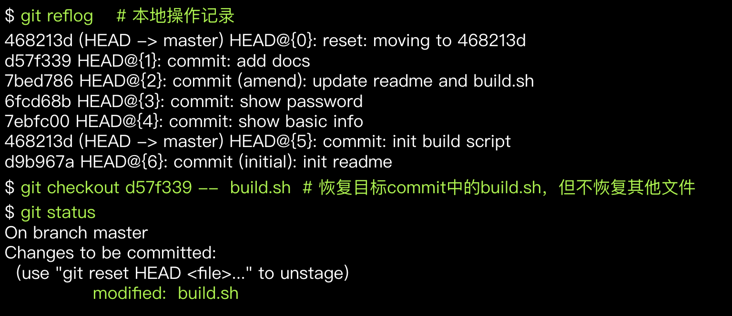 $ git reflog # 本地操作记录
468213d (HEAD -> master) HEAD@{0}: reset: moving to 468213d
d57f339 HEAD@{1}: commit: add docs
7bed786 HEAD@{2}: commit (amend): update readme and build.sh
6fcd68b HEAD@{3}: commit: show password
7ebfc00 HEAD@{4}: commit: show basic info
468213d (HEAD -> master) HEAD@{5}: commit: init build script
d9b967a HEAD@{6}: commit (initial): init readme
$ git checkout d57f339 -- build.sh # 恢复目标commit中的build.sh，但不恢复其他文件
$ git status
On branch master
Changes to be committed:
(use "git reset HEAD <file>..." to unstage)
modified: build.sh